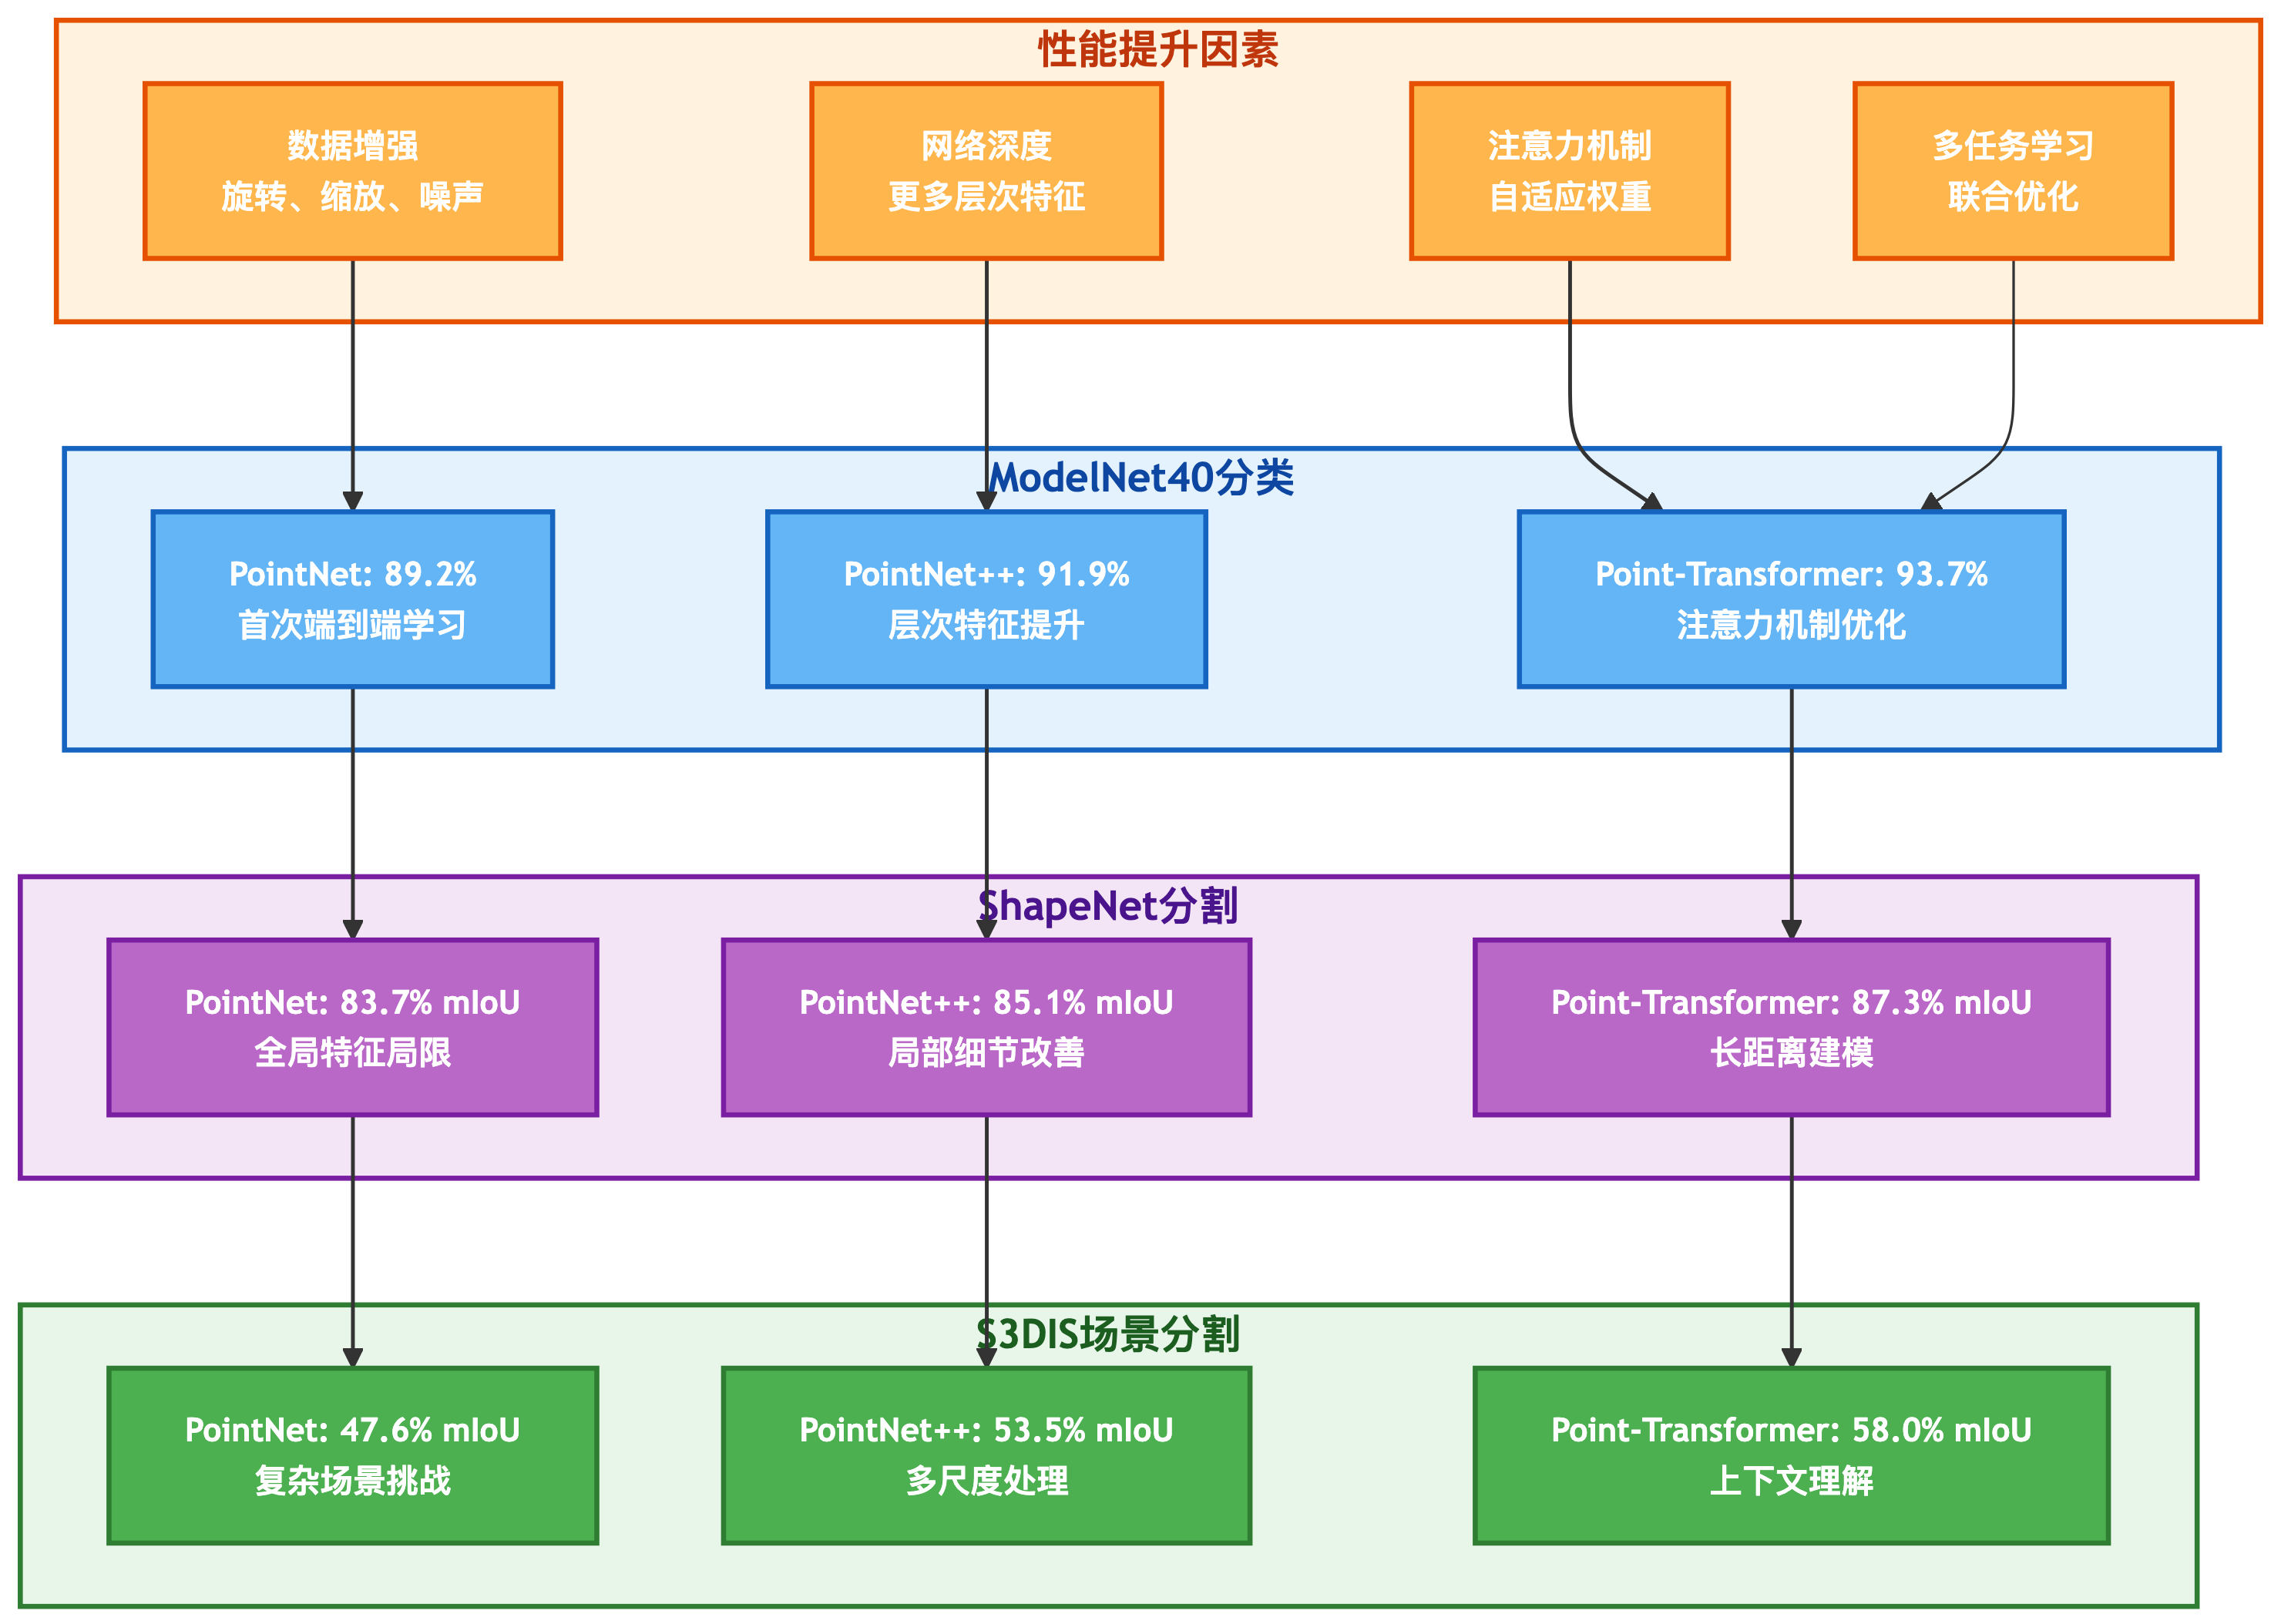 性能提升因素
数据增强
旋转、缩放、噪声
网络深度
更多层次特征
注意力机制
自适应权重
多任务学习
联合优化
ModelNet40分类
PointNet: 89.2%
首次端到端学习
PointNet++: 91.9%
层次特征提升
Point-Transformer: 93.7%
注意力机制优化
ShapeNet分割
PointNet: 83.7% mIoU
全局特征局限
PointNet++: 85.1% mIoU
局部细节改善
Point-Transformer: 87.3% mIoU
长距离建模
S3DIS场景分割
PointNet: 47.6% mIoU
复杂场景挑战
PointNet++: 53.5% mIoU
多尺度处理
Point-Transformer: 58.0% mIoU
上下文理解